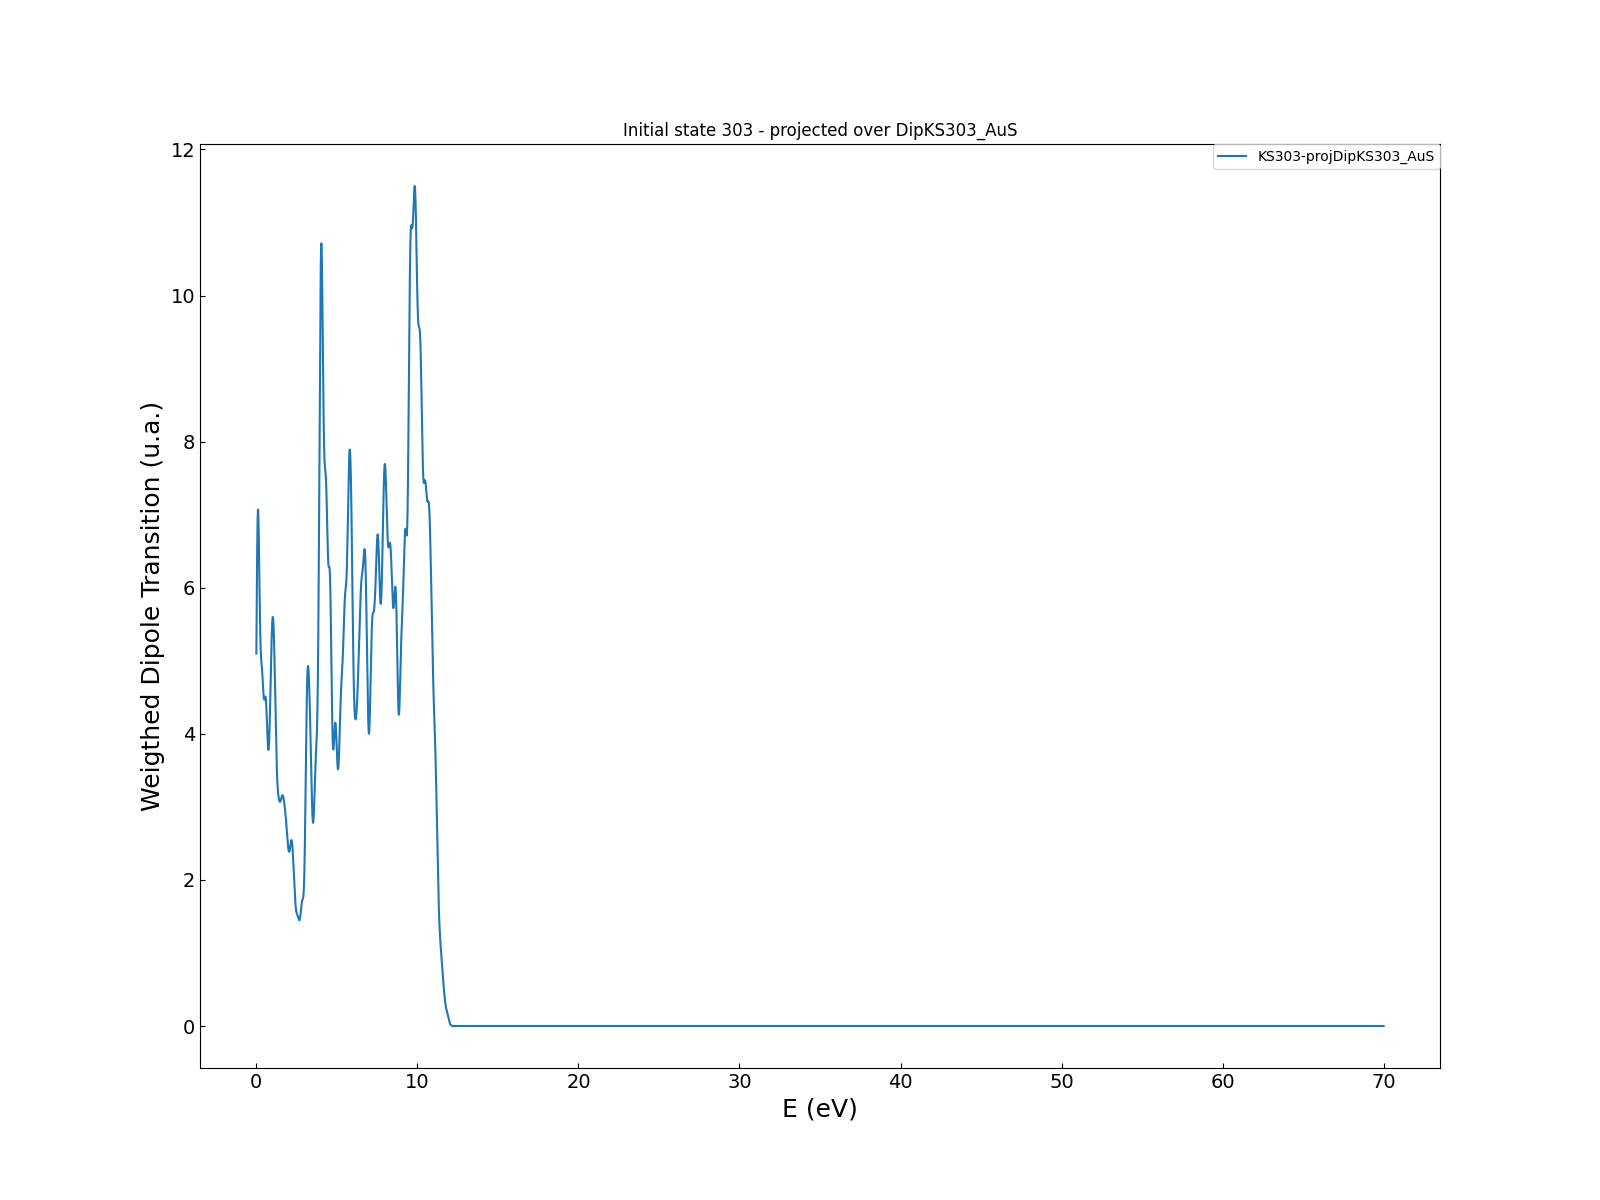 Initial state 303 - projected over DipKS303_AuS
KS303-projDipKS303_AuS
Weigthed Dipole Transition (u.a.)
12
10
8
6
4
2
0
0 10 20 30 40 50 60 70
E (eV)